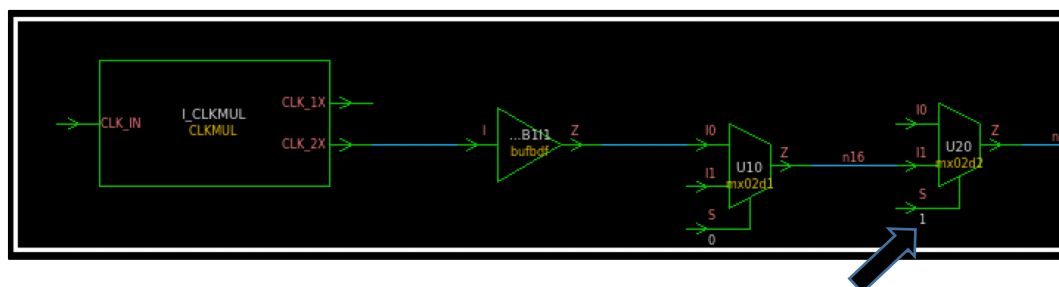 CLK_IN
I_CLKMUL
CLKMUL
CLK_1X
CLK_2X
I
...B1I1
bufbdf
Z
I0
I1
S
0
U10
mx02d1
Z
n16
I0
I1
S
1
U20
mx02d2
Z
n